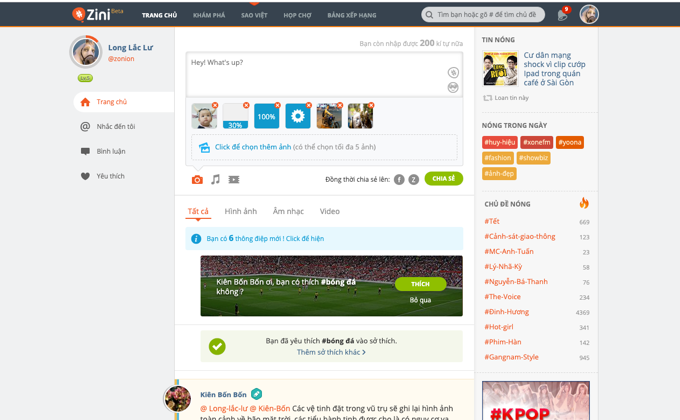 Zini Beta
TRANG CHỦ
KHÁM PHÁ
SAO VIỆT
HỌP CHỢ
BẢNG XẾP HẠNG
Tìm bạn hoặc gõ # để tìm chủ đề
9
Long Lắc Lư
@zonion
Lv.5
Trang chủ
Nhắc đến tôi
Bình luận
Yêu thích
Bạn còn nhập được 200 kí tự nữa
Hey! What's up?
30%
100%
Click để chọn thêm ảnh (có thể chọn tối đa 5 ảnh)
Đồng thời chia sẻ lên:
CHIA SẺ
Tất cả
Hình ảnh
Âm nhạc
Video
Bạn có 6 thông điệp mới ! Click để hiện
Kiên Bốn Bốn ơi, bạn có thích #bóng đá
không ?
THÍCH
Bỏ qua
Bạn đã yêu thích #bóng đá vào sở thích.
Thêm sở thích khác >
Kiên Bốn Bốn
@ Long-lắc-lư @ Kiên-Bốn Các vệ tinh đặt trong vũ trụ sẽ ghi lại hình ảnh
TIN NÓNG
Cư dân mạng
shock vì clip cướp
Ipad trong quán
café ở Sài Gòn
Loan tin này
NÓNG TRONG NGÀY
#huy-hiệu
#xonefm
#yoona
#fashion
#showbiz
#ảnh-đẹp
CHỦ ĐỀ NÓNG
#Tết 669
#Cảnh-sát-giao-thông 123
#MC-Anh-Tuấn 23
#Lý-Nhã-Kỳ 58
#Nguyễn-Bá-Thanh 76
#The-Voice 234
#Đinh-Hương 4369
#Hot-girl 341
#Phim-Hàn 142
#Gangnam-Style 945
#KPOP